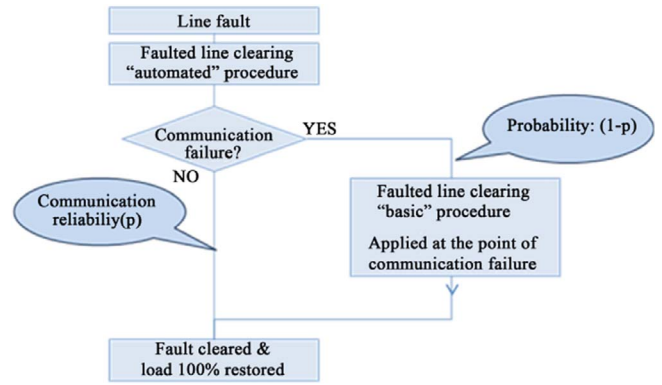 Line fault
Faulted line clearing
“automated” procedure
Communication
failure?
YES
NO
Probability: (1-p)
Communication
reliabiliy(p)
Faulted line clearing
“basic” procedure
Applied at the point of
communication failure
Fault cleared &
load 100% restored